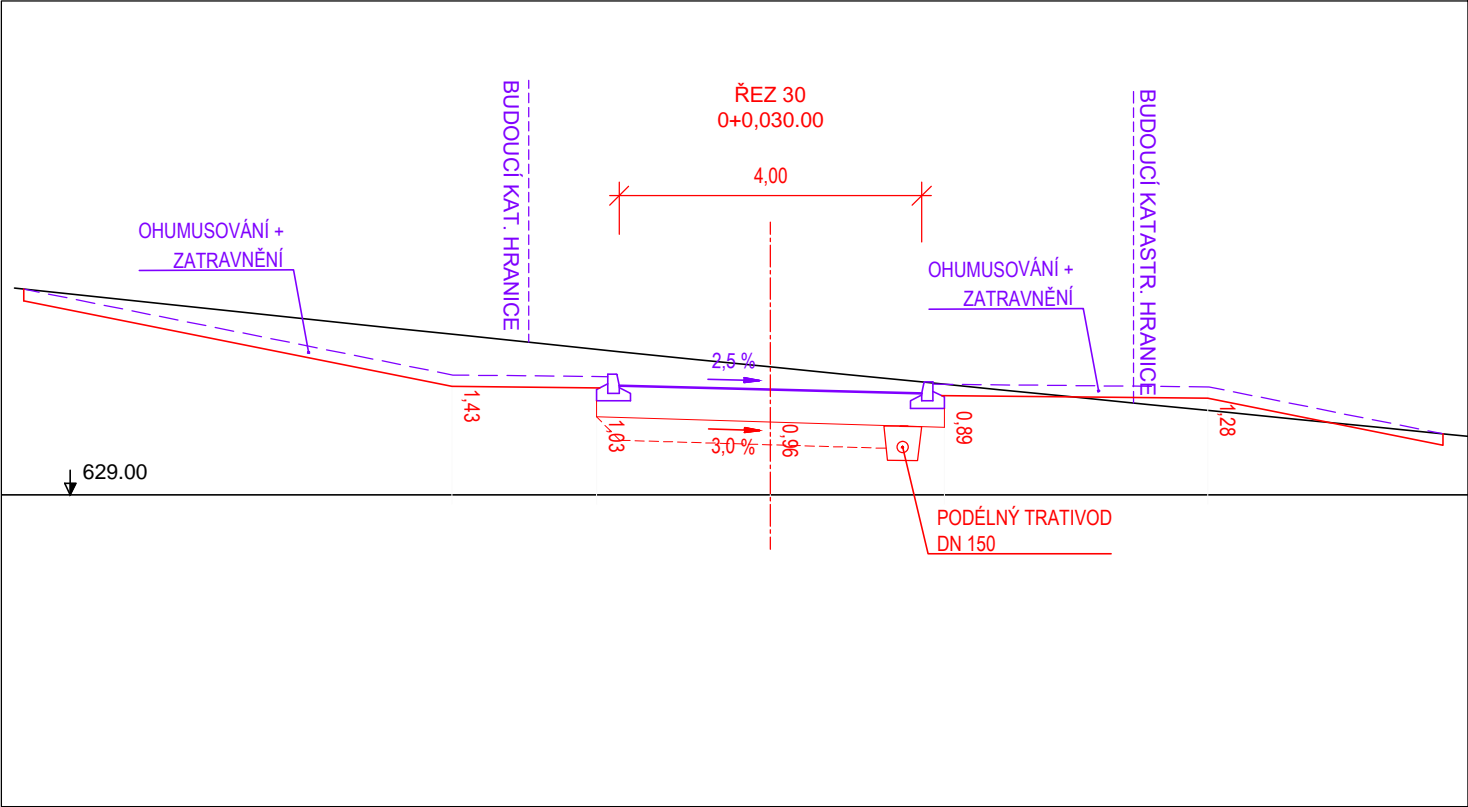 ŘEZ 30
0+0,030.00
4,00
BUDOUCÍ KAT. HRANICE
BUDOUCÍ KATASTR. HRANICE
OHUMUSOVÁNÍ +
ZATRAVNĚNÍ
OHUMUSOVÁNÍ +
ZATRAVNĚNÍ
2,5 %
3,0 %
1,43
1,03
0,96
0,89
1,28
629.00
PODÉLNÝ TRATIVOD
DN 150